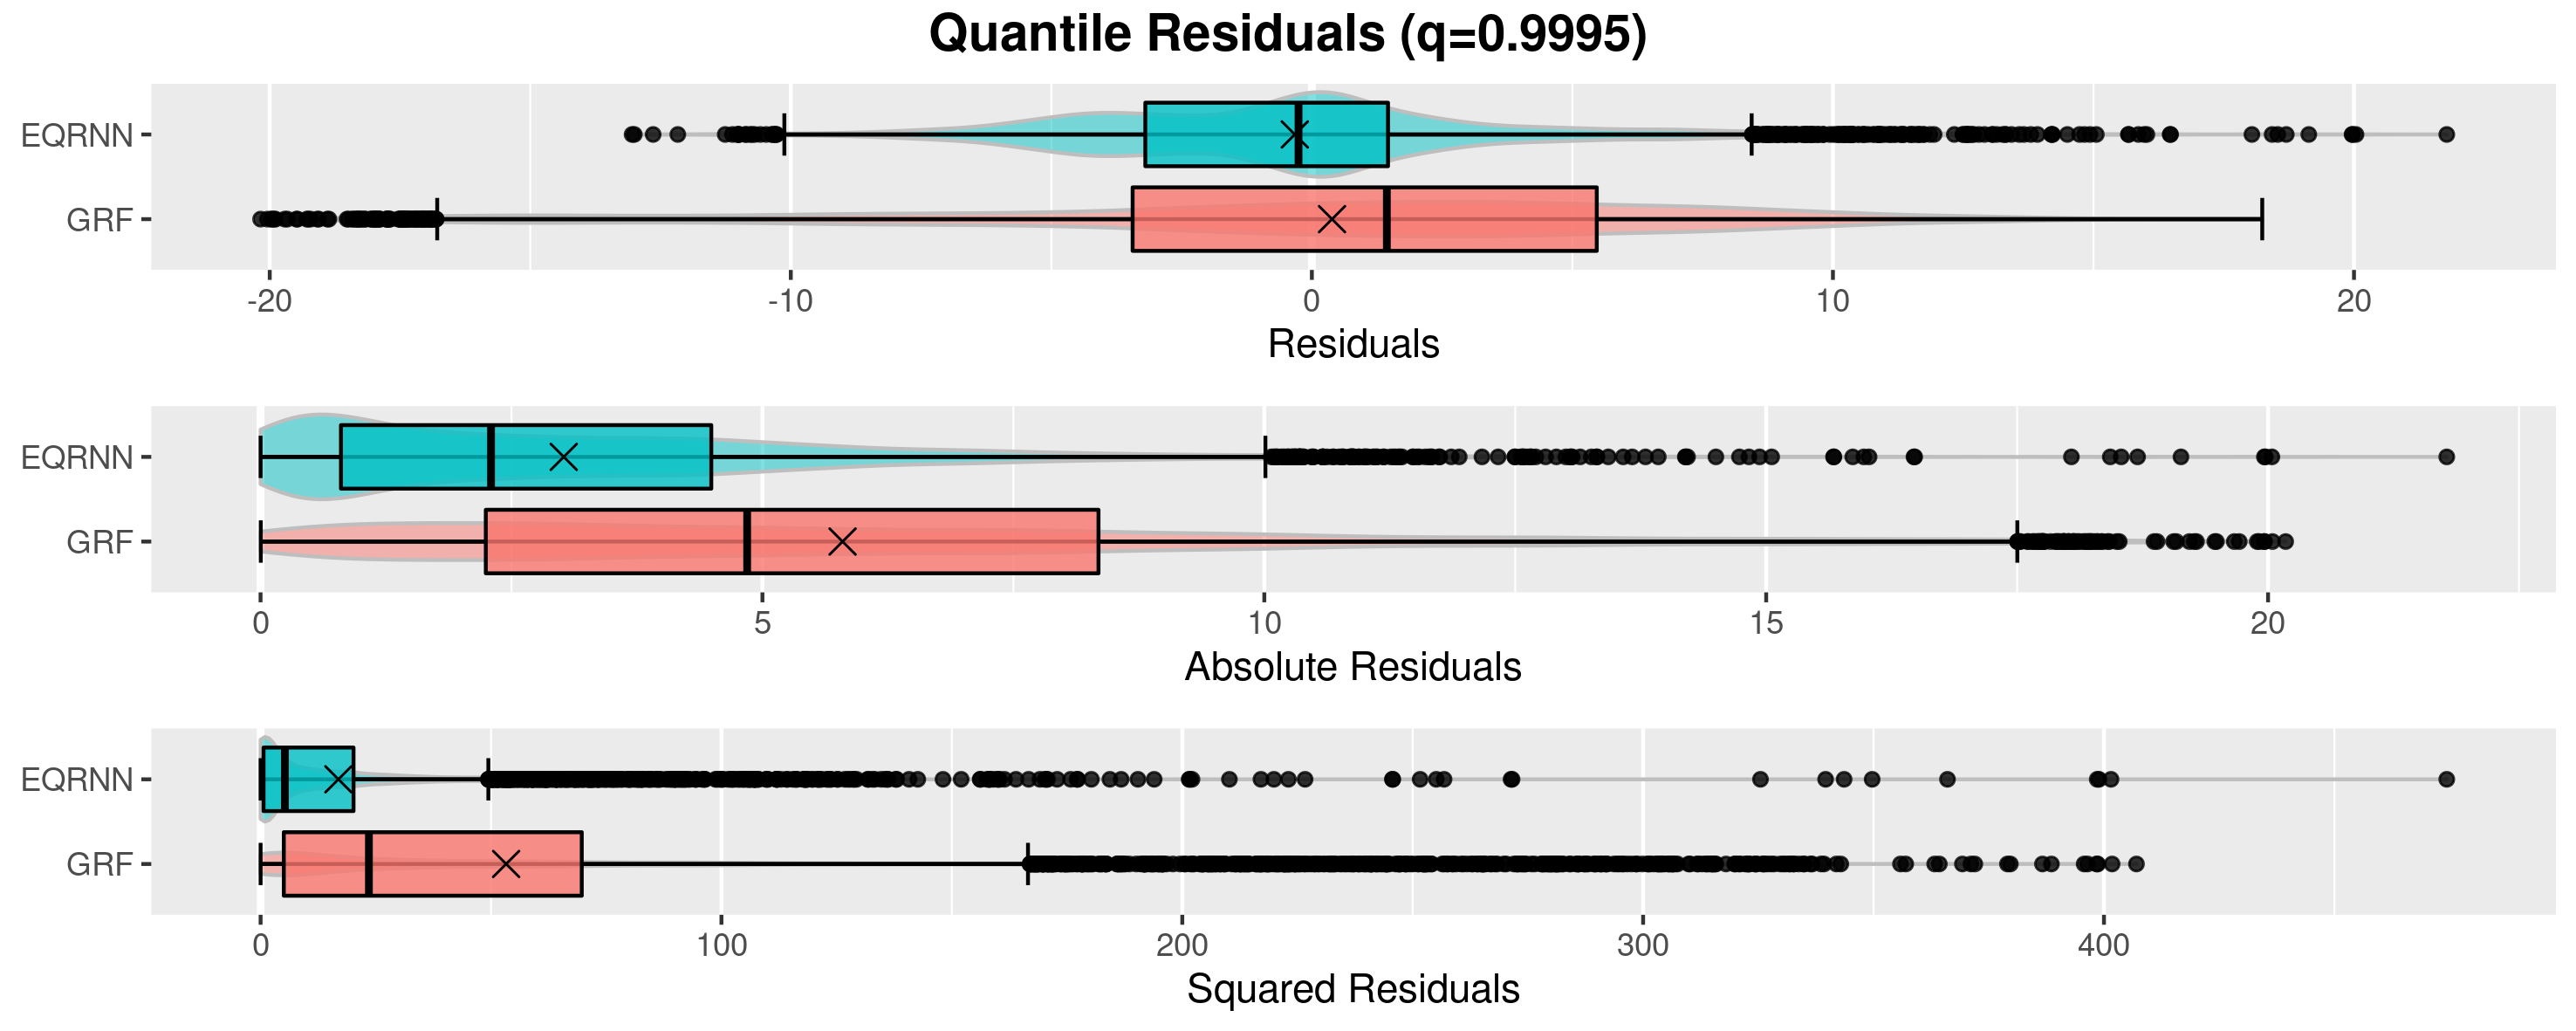 Quantile Residuals (q=0.9995)
EQRNN
GRF
-20 -10 0 10 20
Residuals
EQRNN
GRF
0 5 10 15 20
Absolute Residuals
EQRNN
GRF
0 100 200 300 400
Squared Residuals